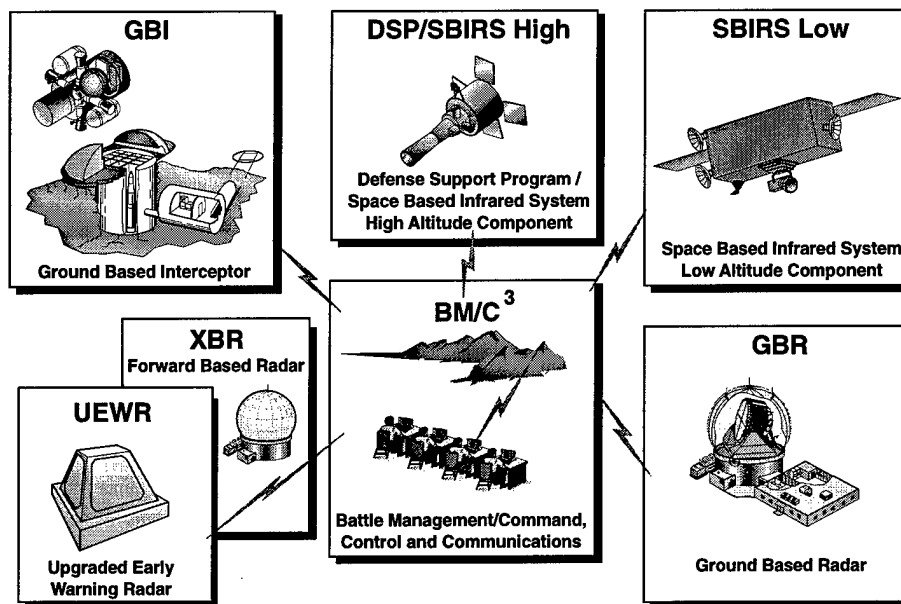 GBI
Ground Based Interceptor
DSP/SBIRS High
Defense Support Program /
Space Based Infrared System
High Altitude Component
SBIRS Low
Space Based Infrared System
Low Altitude Component
XBR
Forward Based Radar
UEWR
Upgraded Early
Warning Radar
BM/C³
Battle Management/Command,
Control and Communications
GBR
Ground Based Radar